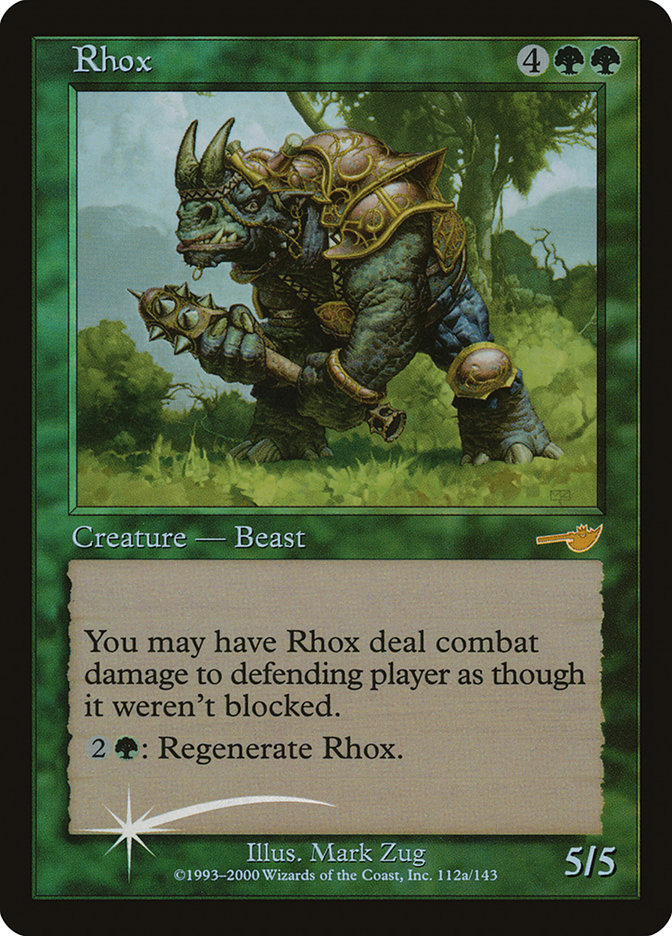 Rhox 4
Creature — Beast
You may have Rhox deal combat
damage to defending player as though
it weren't blocked.
2 : Regenerate Rhox.
Illus. Mark Zug
©1993–2000 Wizards of the Coast, Inc. 112a/143
5/5